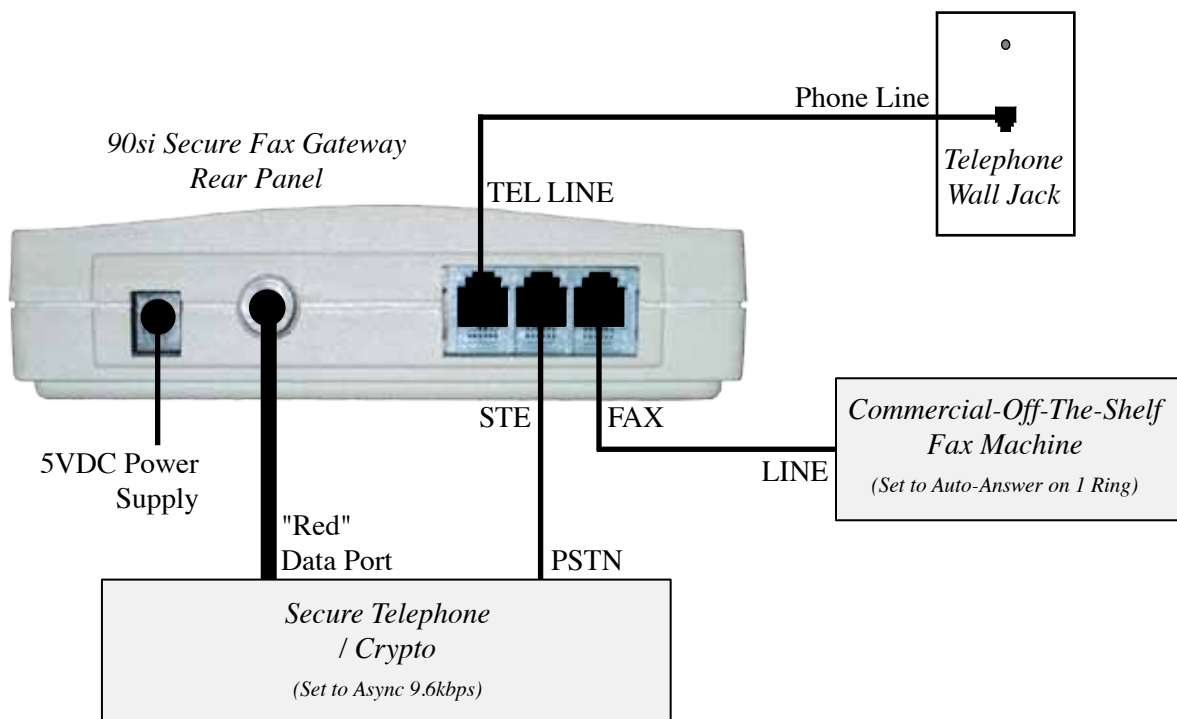 Phone Line
90si Secure Fax Gateway
Rear Panel
Telephone
Wall Jack
TEL LINE
STE
FAX
Commercial-Off-The-Shelf
Fax Machine
(Set to Auto-Answer on 1 Ring)
LINE
5VDC Power
Supply
"Red"
Data Port
PSTN
Secure Telephone
/ Crypto
(Set to Async 9.6kbps)